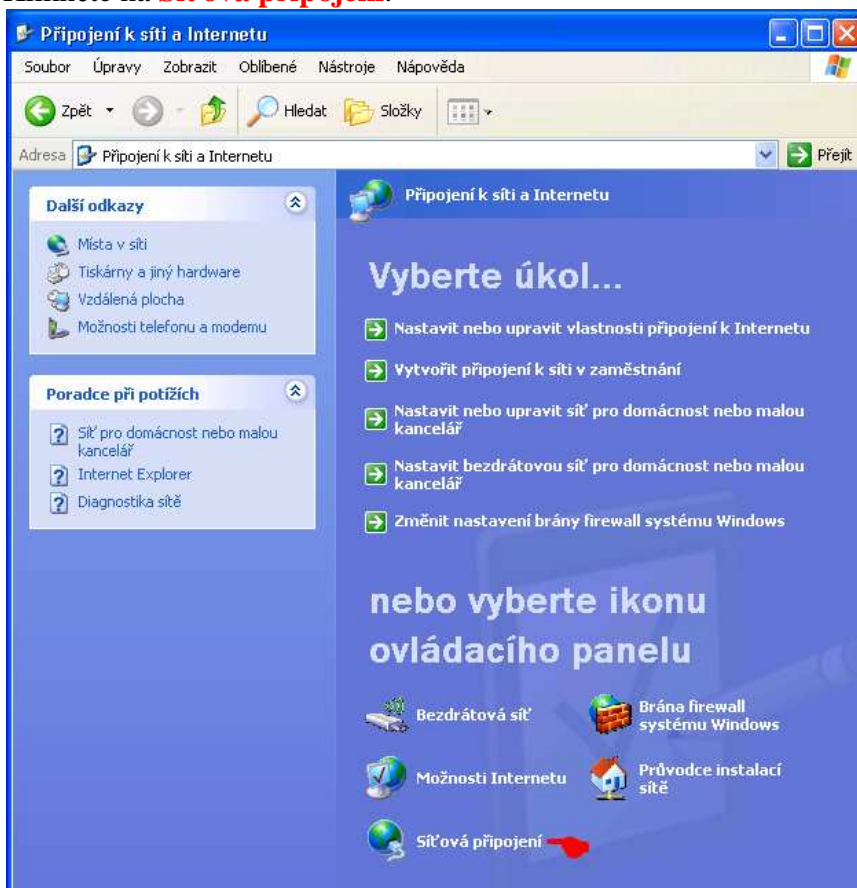 Klikněte na Síťová připojení.
Připojení k síti a Internetu
Soubor Úpravy Zobrazit Oblíbené Nástroje Nápověda
Zpět Hledat Složky
Adresa Připojení k síti a Internetu Přejít
Další odkazy
Místa v síti
Tiskárny a jiný hardware
Vzdálená plocha
Možnosti telefonu a modemu
Poradce při potížích
Síť pro domácnost nebo malou
kancelář
Internet Explorer
Diagnostika sítě
Připojení k síti a Internetu
Vyberte úkol...
Nastavit nebo upravit vlastnosti připojení k Internetu
Vytvořit připojení k síti v zaměstnání
Nastavit nebo upravit síť pro domácnost nebo malou
kancelář
Nastavit bezdrátovou síť pro domácnost nebo malou
kancelář
Změnit nastavení brány firewall systému Windows
nebo vyberte ikonu
ovládacího panelu
Bezdrátová síť
Brána firewall
systému Windows
Možnosti Internetu
Průvodce instalací
sítě
Síťová připojení